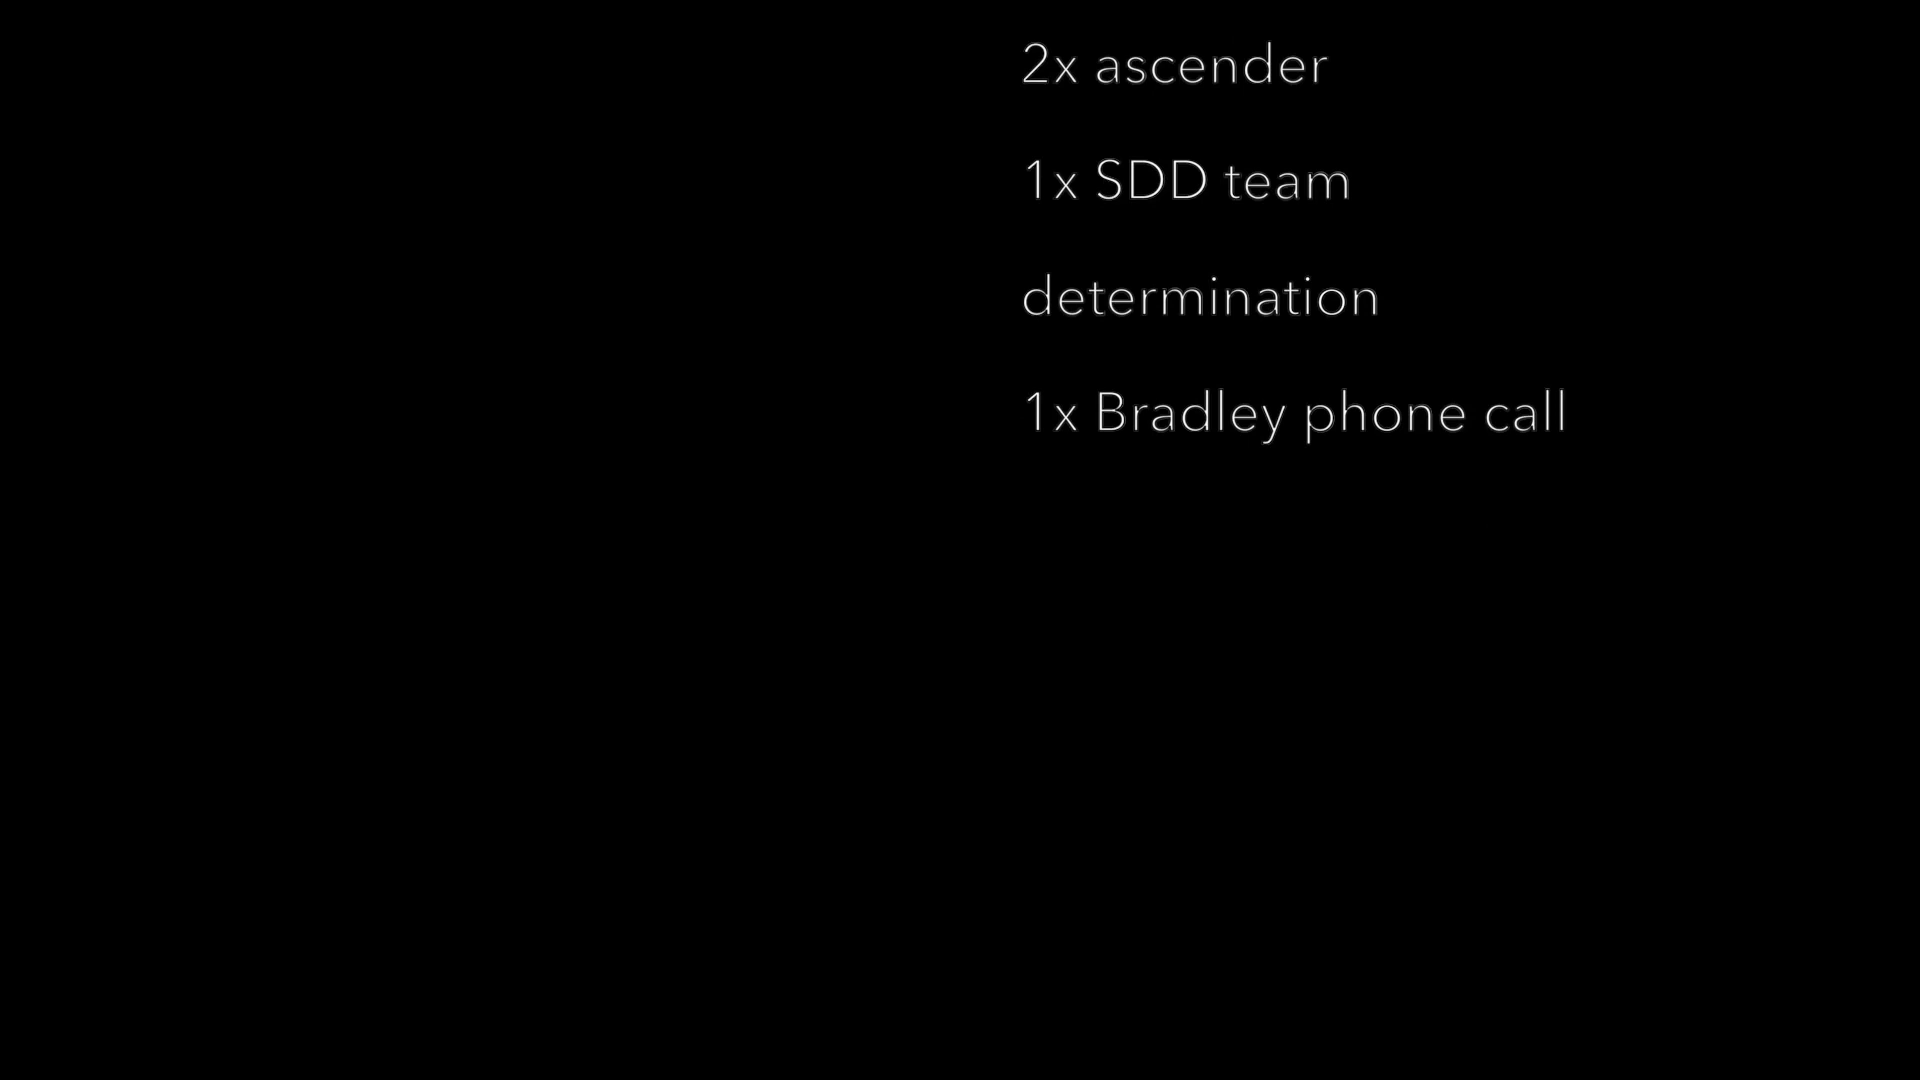 2x ascender
1x SDD team
determination
1x Bradley phone call